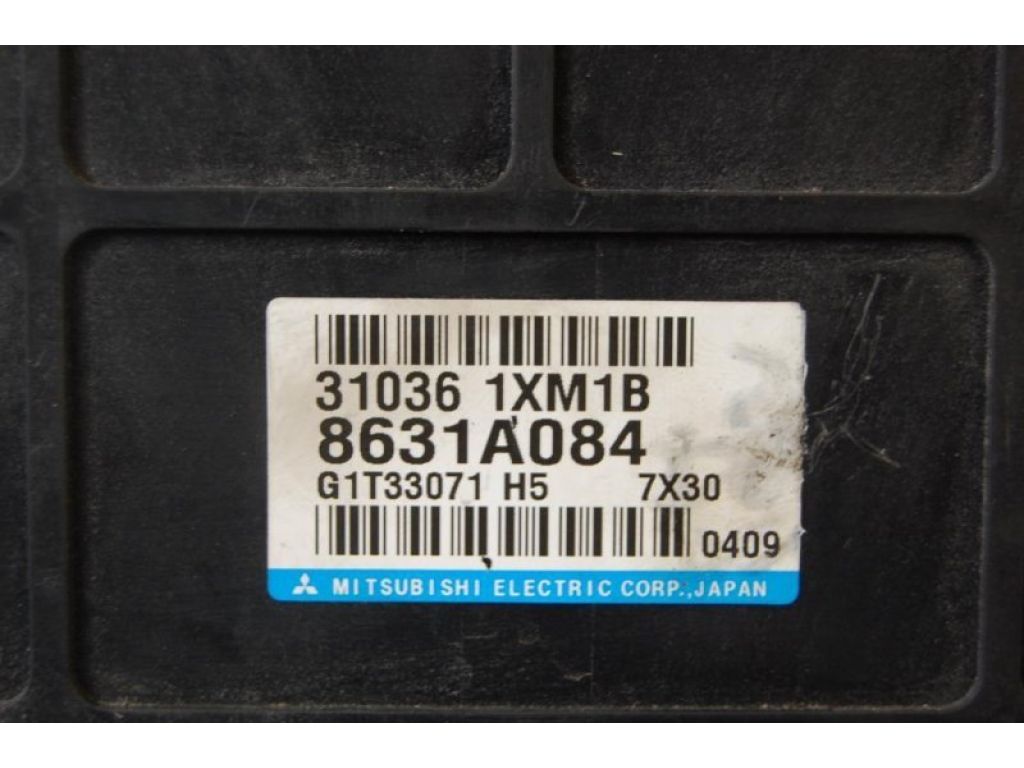 31036 1XM1B
8631A084
G1T33071 H5 7X30
0409
MITSUBISHI ELECTRIC CORP.,JAPAN